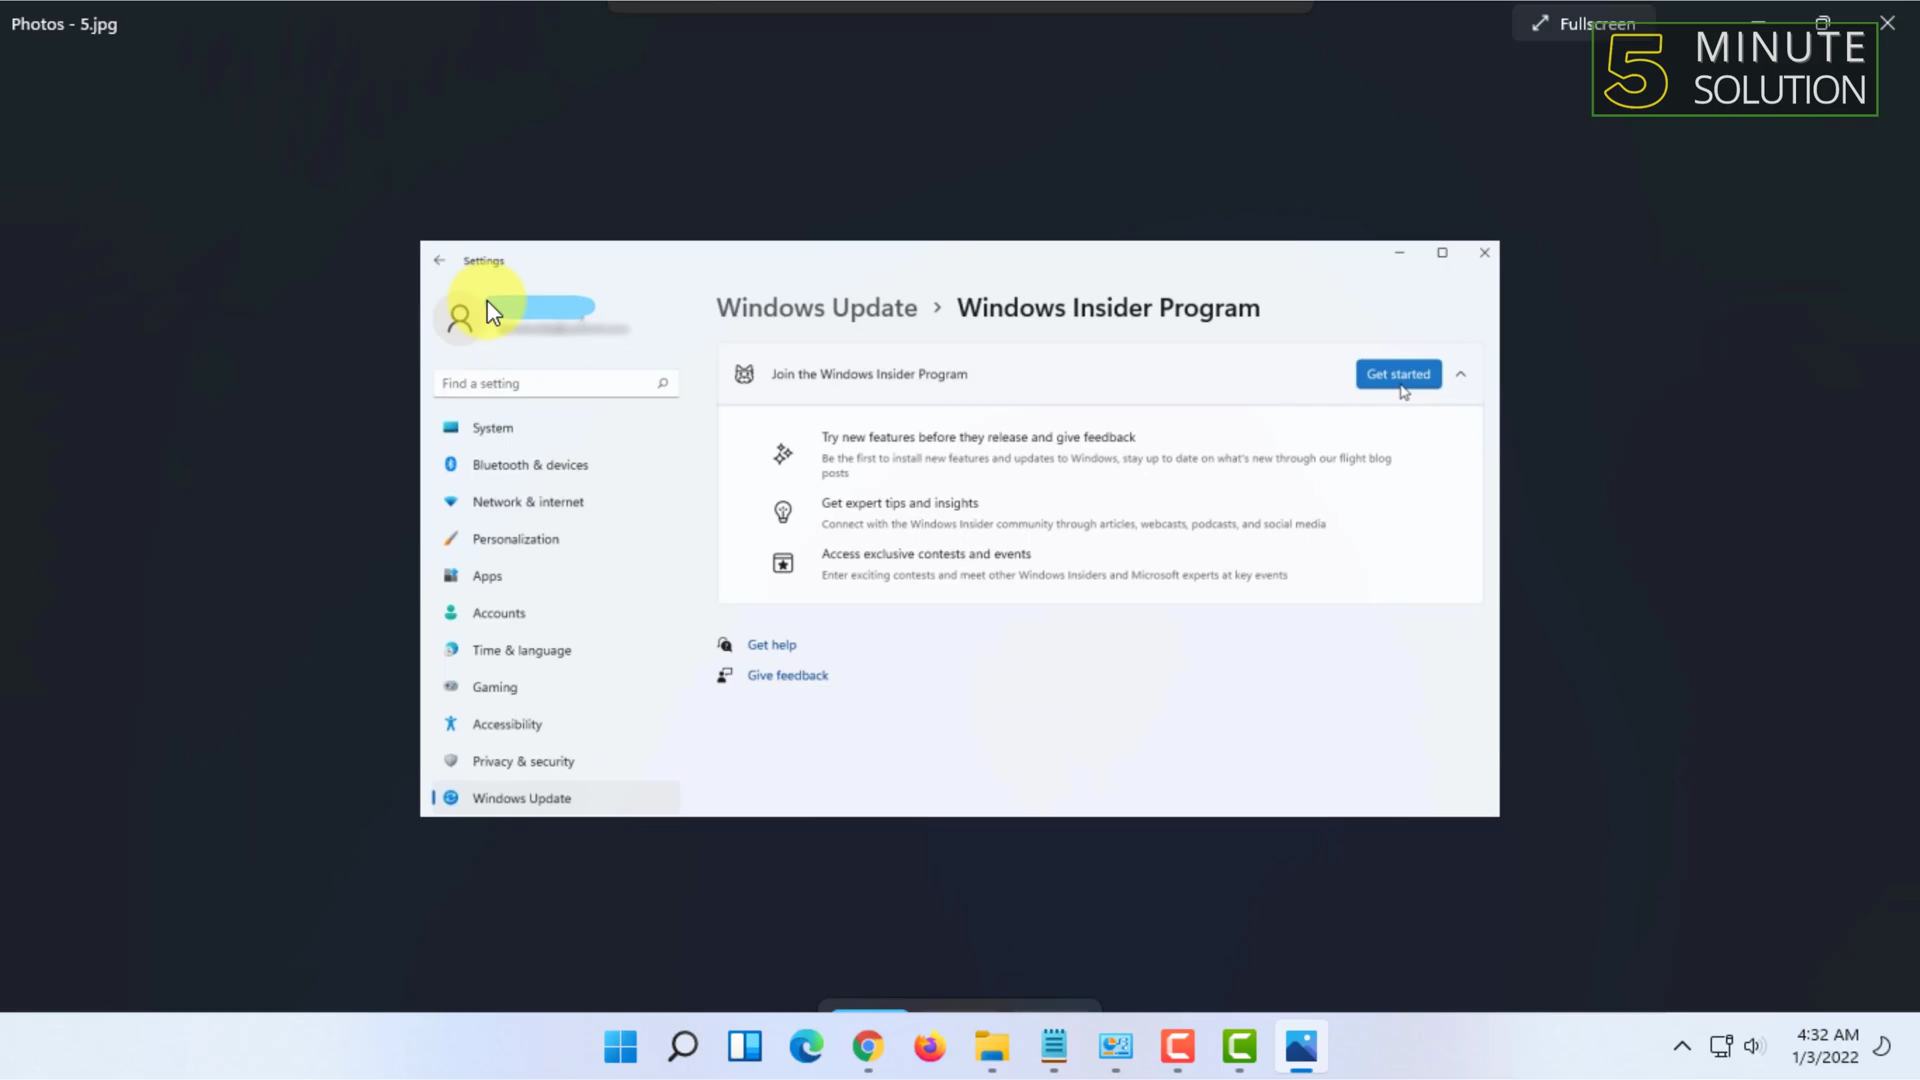 Photos - 5.jpg
Fullscreen
5 MINUTE
SOLUTION
Settings
Windows Update > Windows Insider Program
Find a setting
Join the Windows Insider Program
Get started
System
Bluetooth & devices
Network & internet
Personalization
Apps
Accounts
Time & language
Gaming
Accessibility
Privacy & security
Windows Update
Try new features before they release and give feedback
Be the first to install new features and updates to Windows, stay up to date on what's new through our flight blog
posts
Get expert tips and insights
Connect with the Windows Insider community through articles, webcasts, podcasts, and social media
Access exclusive contests and events
Enter exciting contests and meet other Windows Insiders and Microsoft experts at key events
Get help
Give feedback
4:32 AM
1/3/2022